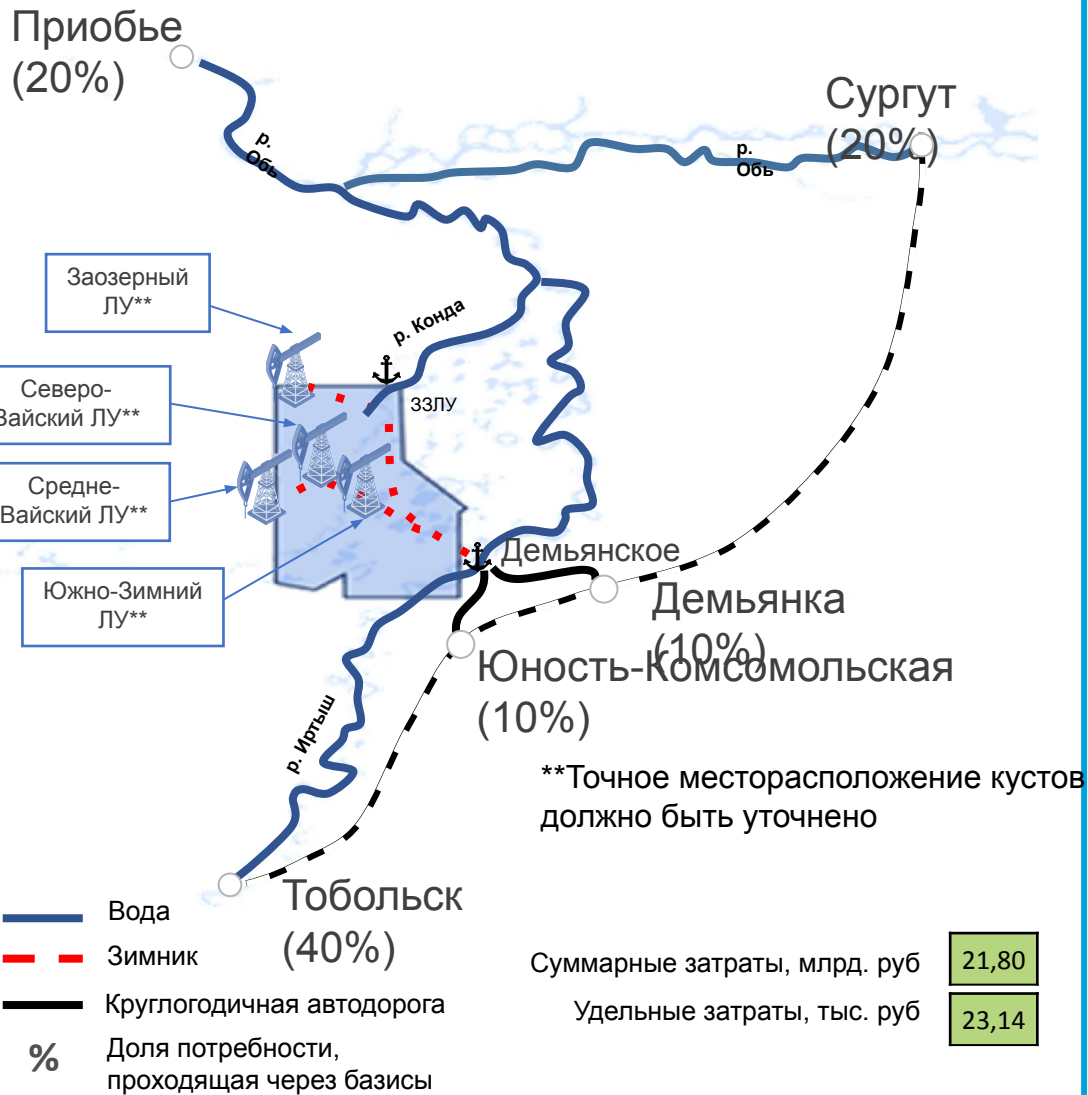 Приобье
(20%)
Сургут
(20%)
р.
Обь
р.
Обь
Заозерный
ЛУ**
р. Конда
ЗЗЛУ
Северо-
Вайский ЛУ**
Средне-
Вайский ЛУ**
Южно-Зимний
ЛУ**
Демьянское
Демьянка
(10%)
Юность-Комсомольская
(10%)
р. Иртыш
**Точное месторасположение кустов
должно быть уточнено
Тобольск
(40%)
Вода
Зимник
Круглогодичная автодорога
% Доля потребности,
проходящая через базисы
Суммарные затраты, млрд. руб 21,80
Удельные затраты, тыс. руб 23,14